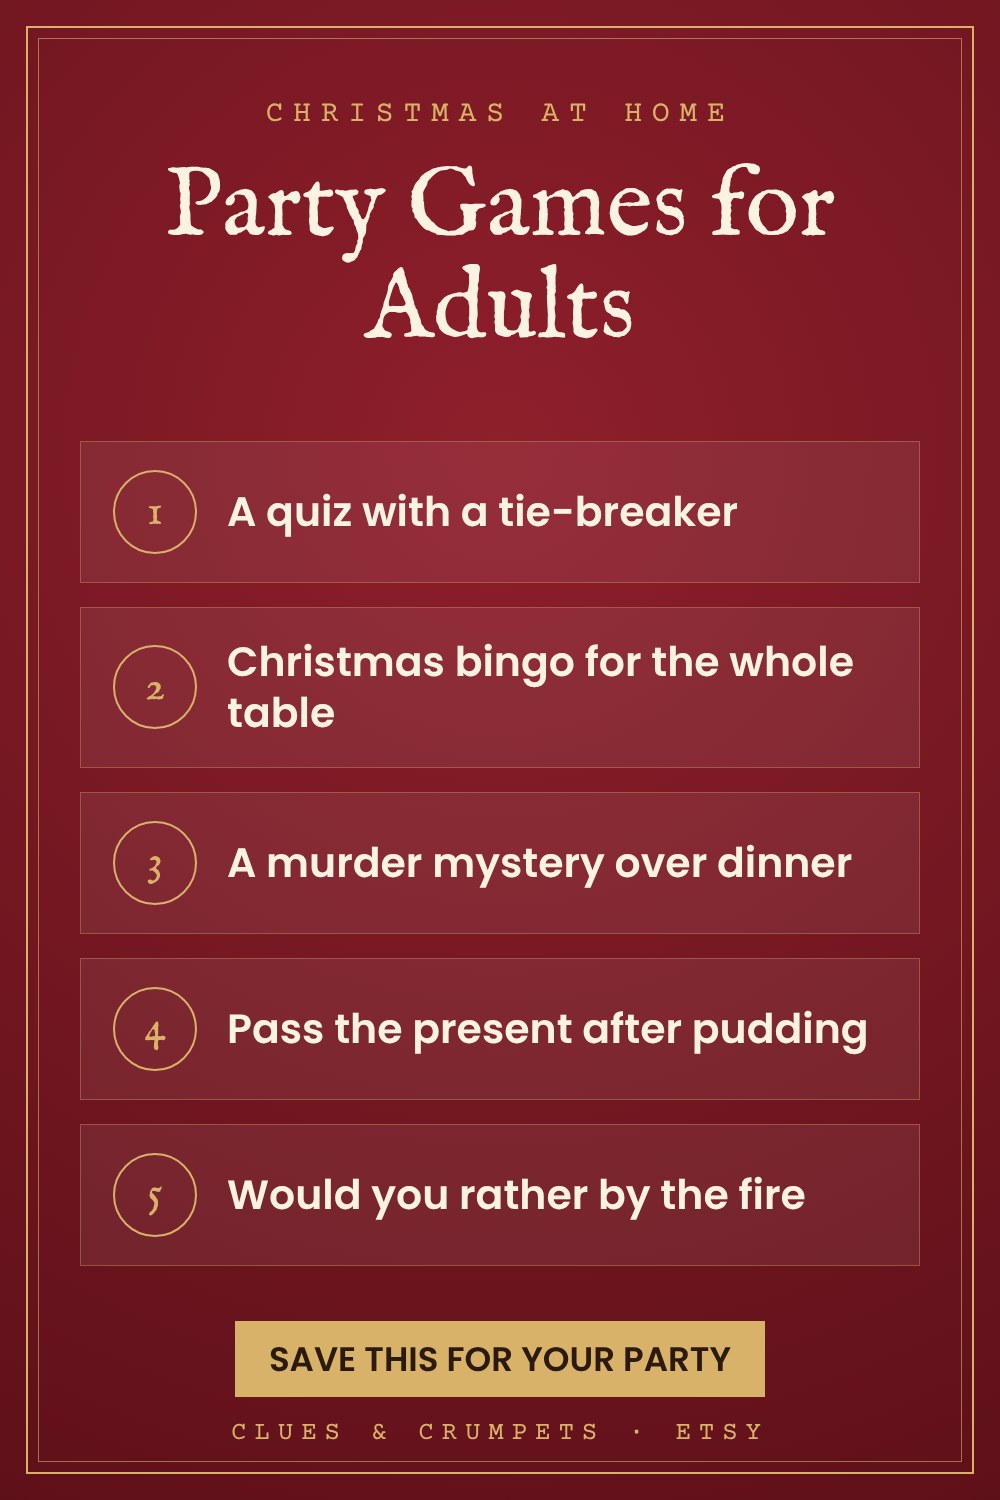 CHRISTMAS AT HOME
Party Games for
Adults
1
A quiz with a tie-breaker
2
Christmas bingo for the whole
table
3
A murder mystery over dinner
4
Pass the present after pudding
5
Would you rather by the fire
SAVE THIS FOR YOUR PARTY
CLUES & CRUMPETS · ETSY